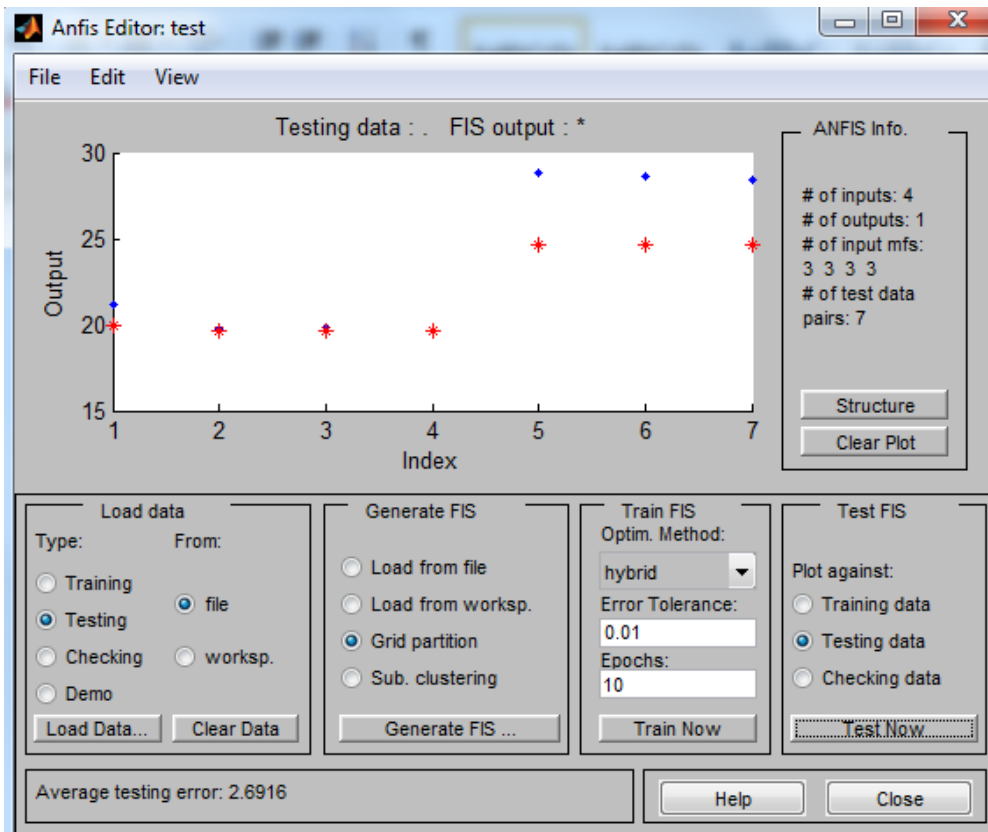 Anfis Editor: test
File Edit View
Testing data : . FIS output : *
30
25
20
15
Output
1 2 3 4 5 6 7
Index
ANFIS Info.
# of inputs: 4
# of outputs: 1
# of input mfs:
3 3 3 3
# of test data
pairs: 7
Structure
Clear Plot
Load data
Type: From:
Training
Testing
Checking
Demo
file
worksp.
Load Data... Clear Data
Generate FIS
Load from file
Load from worksp.
Grid partition
Sub. clustering
Generate FIS ...
Train FIS
Optim. Method:
hybrid
Error Tolerance:
0.01
Epochs:
10
Train Now
Test FIS
Plot against:
Training data
Testing data
Checking data
Test Now
Average testing error: 2.6916
Help Close